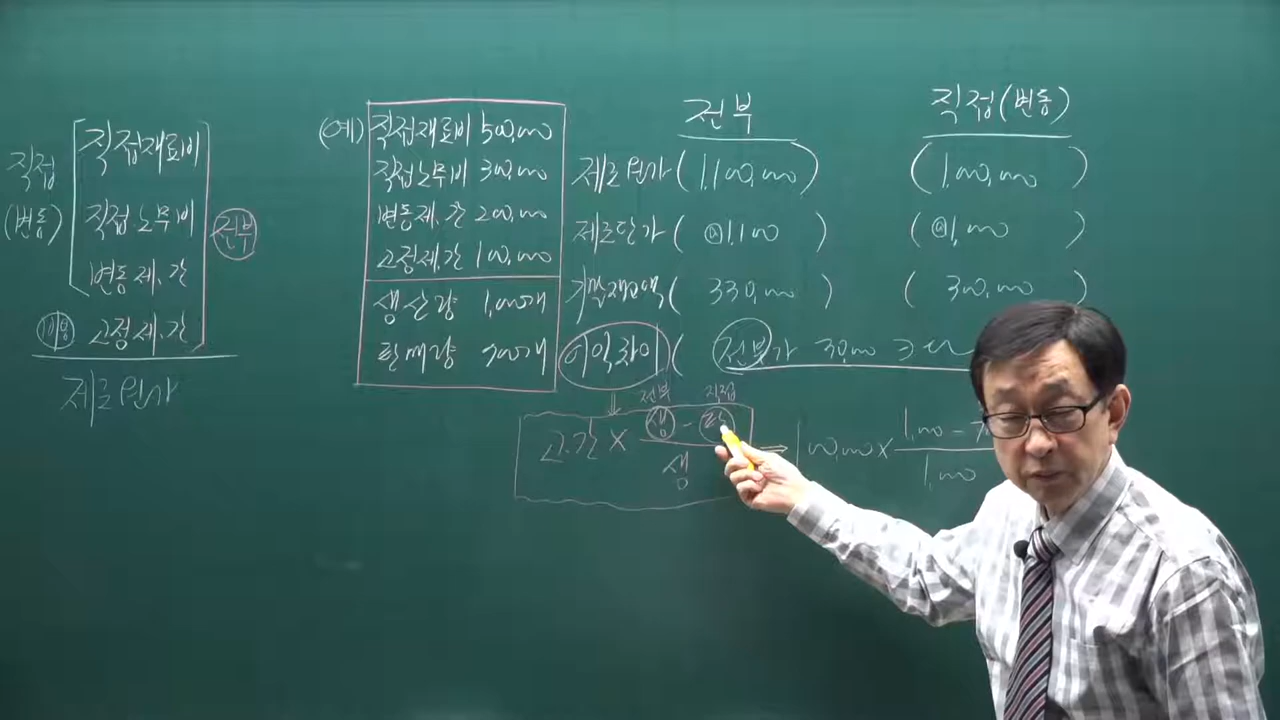 직접
(변동)
직접재료비
직접노무비
변동제.간
고정제.간
전부
제조원가
(예)
직접재료비 500,000
직접노무비 300,000
변동제.간 200,000
고정제.간 100,000
생산량 1,000개
판매량 700개
전부
직접(변동)
제조원가 (1,100,000) (1,000,000)
제조단가 (@1,100) (@1,000)
기말재고액 (330,000) (300,000)
이익차이 (전부가 30,000
전부 직접
고.간 × 생 - 판
생
⇒ 100,000 ×
1,000 - 7
1,000